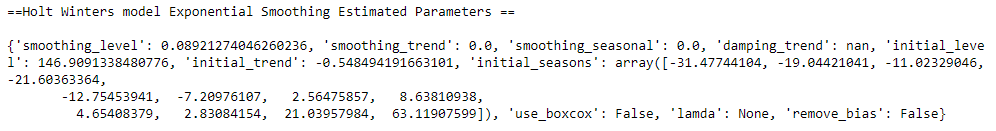 ==Holt Winters model Exponential Smoothing Estimated Parameters ==
{'smoothing_level': 0.08921274046260236, 'smoothing_trend': 0.0, 'smoothing_seasonal': 0.0, 'damping_trend': nan, 'initial_leve
l': 146.9091338480776, 'initial_trend': -0.548494191663101, 'initial_seasons': array([-31.47744104, -19.04421041, -11.02329046,
-21.60363364,
-12.75453941, -7.20976107, 2.56475857, 8.63810938,
4.65408379, 2.83084154, 21.03957984, 63.11907599]), 'use_boxcox': False, 'lamda': None, 'remove_bias': False}